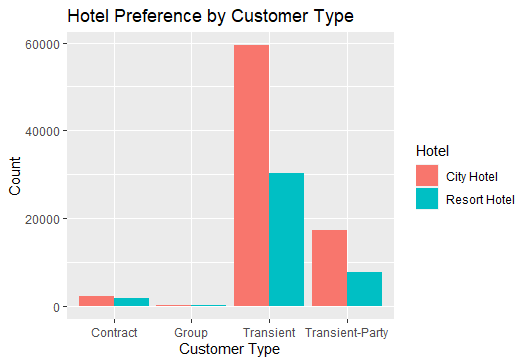 Hotel Preference by Customer Type
60000
40000
20000
0
Count
Contract
Group
Transient
Transient-Party
Customer Type
Hotel
City Hotel
Resort Hotel